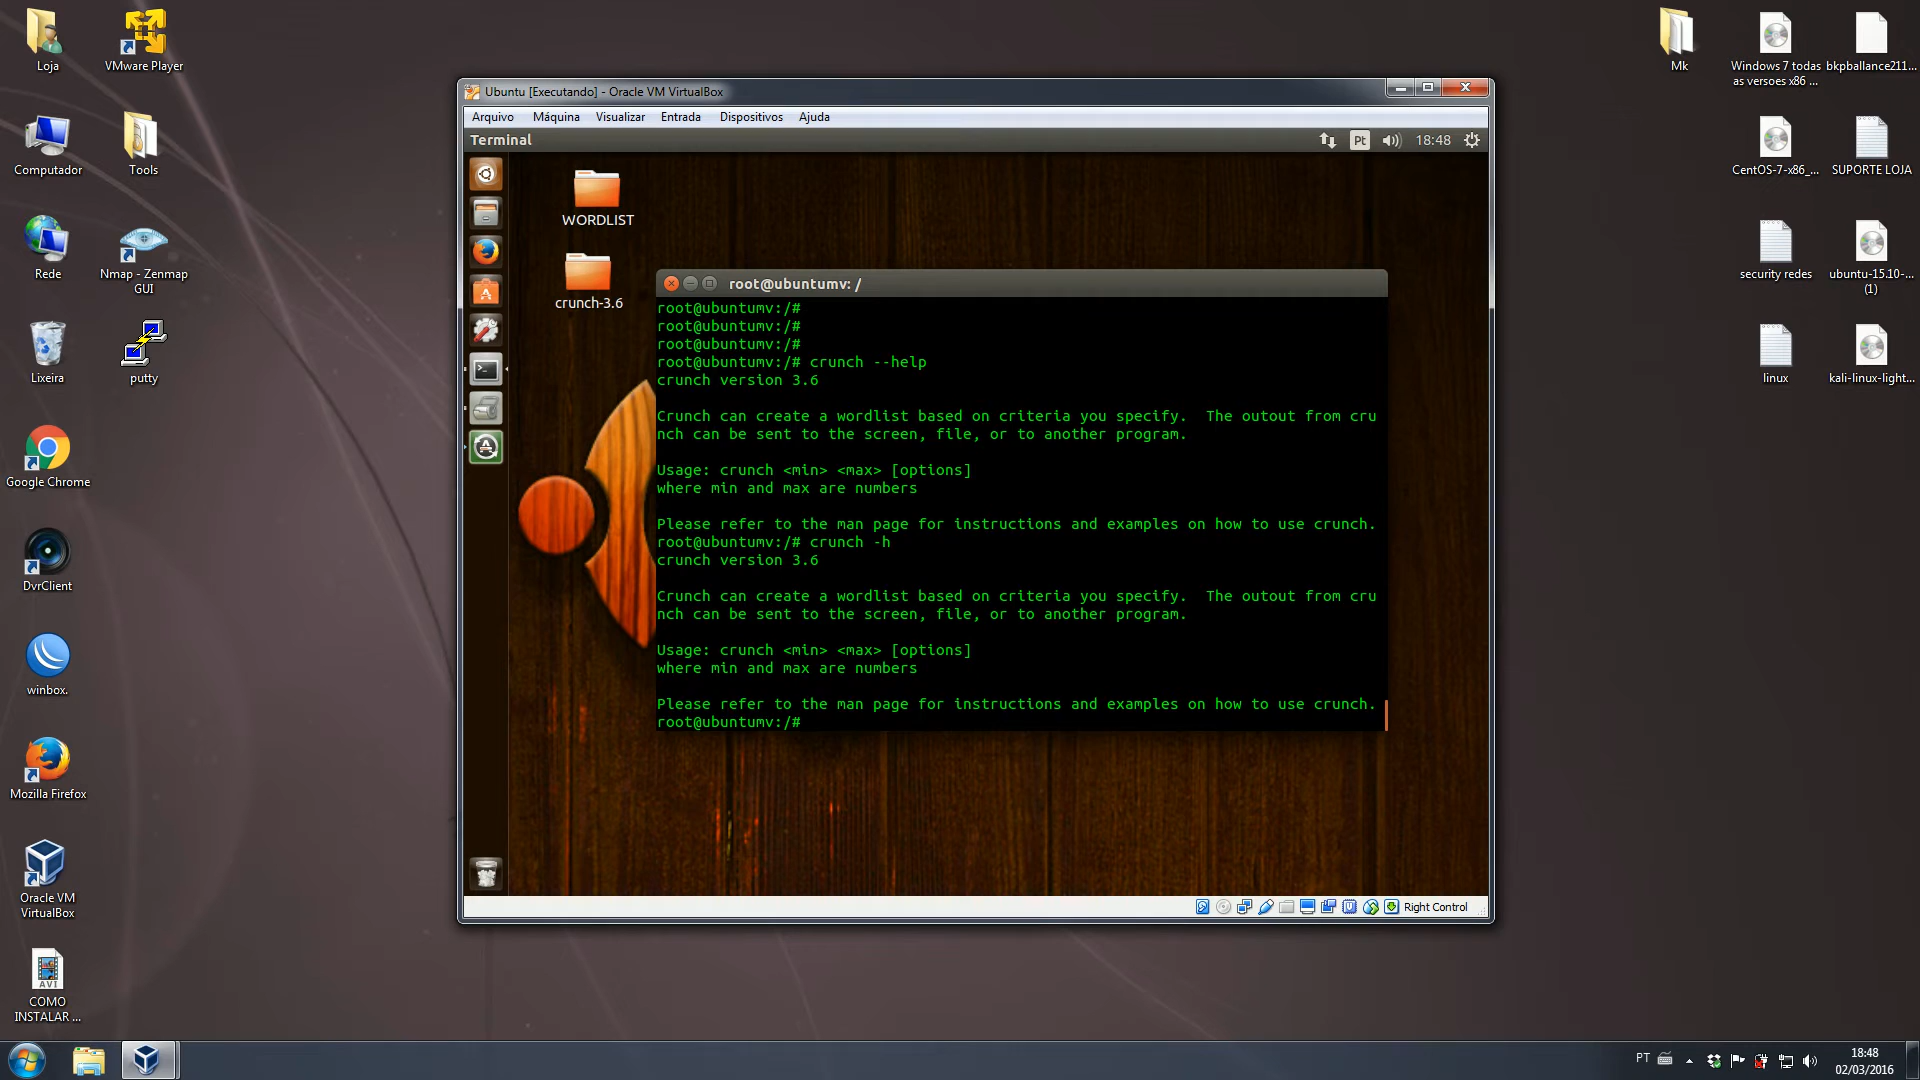 Loja
VMware Player
Computador
Tools
Rede
Nmap - Zenmap
GUI
Lixeira
putty
Google Chrome
DvrClient
winbox.
Mozilla Firefox
Oracle VM
VirtualBox
AVI
COMO
INSTALAR ...
Mk
Windows 7 todas
as versoes x86 ...
bkpballance211...
CentOS-7-x86_...
SUPORTE LOJA
security redes
ubuntu-15.10-...
(1)
linux
kali-linux-light...
Ubuntu [Executando] - Oracle VM VirtualBox
Arquivo Máquina Visualizar Entrada Dispositivos Ajuda
Terminal
Pt
18:48
WORDLIST
crunch-3.6
root@ubuntumv: /
root@ubuntumv:/#
root@ubuntumv:/#
root@ubuntumv:/#
root@ubuntumv:/# crunch --help
crunch version 3.6
Crunch can create a wordlist based on criteria you specify.  The outout from cru
nch can be sent to the screen, file, or to another program.
Usage: crunch <min> <max> [options]
where min and max are numbers
Please refer to the man page for instructions and examples on how to use crunch.
root@ubuntumv:/# crunch -h
crunch version 3.6
Crunch can create a wordlist based on criteria you specify.  The outout from cru
nch can be sent to the screen, file, or to another program.
Usage: crunch <min> <max> [options]
where min and max are numbers
Please refer to the man page for instructions and examples on how to use crunch.
root@ubuntumv:/#
Right Control
PT
18:48
02/03/2016